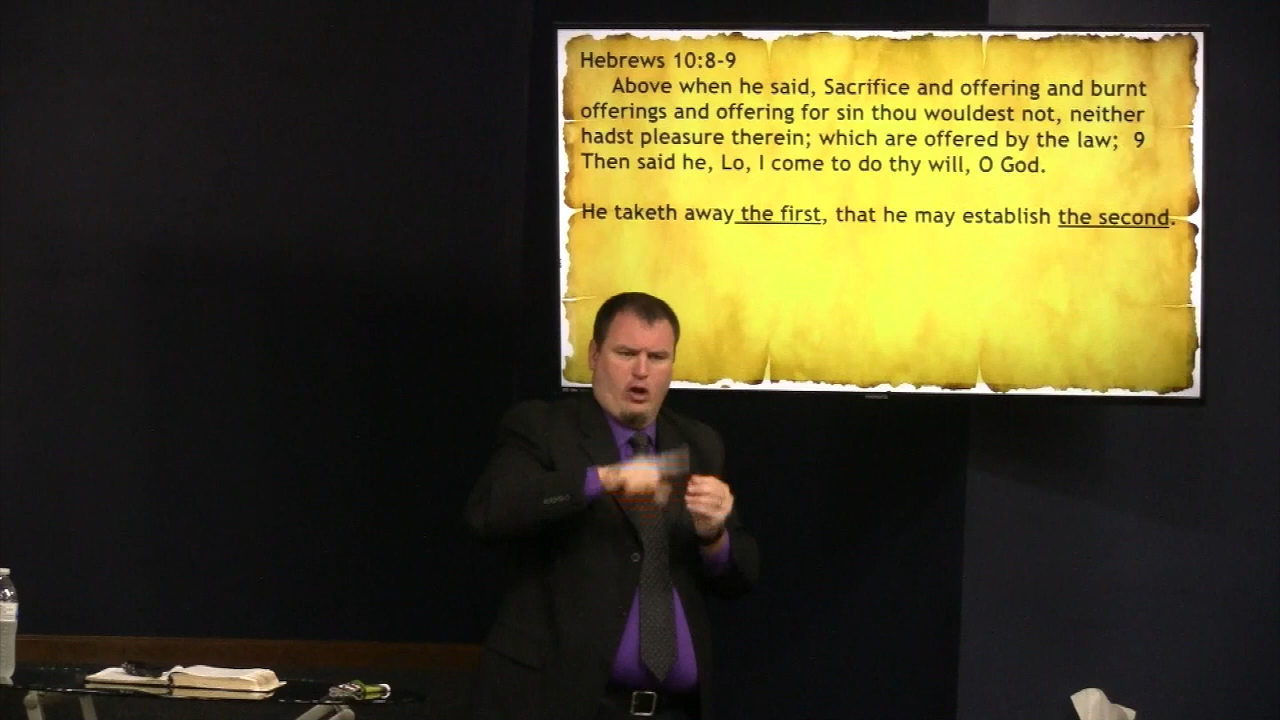 Hebrews 10:8-9
Above when he said, Sacrifice and offering and burnt
offerings and offering for sin thou wouldest not, neither
hadst pleasure therein; which are offered by the law; 9
Then said he, Lo, I come to do thy will, O God.
He taketh away the first, that he may establish the second.